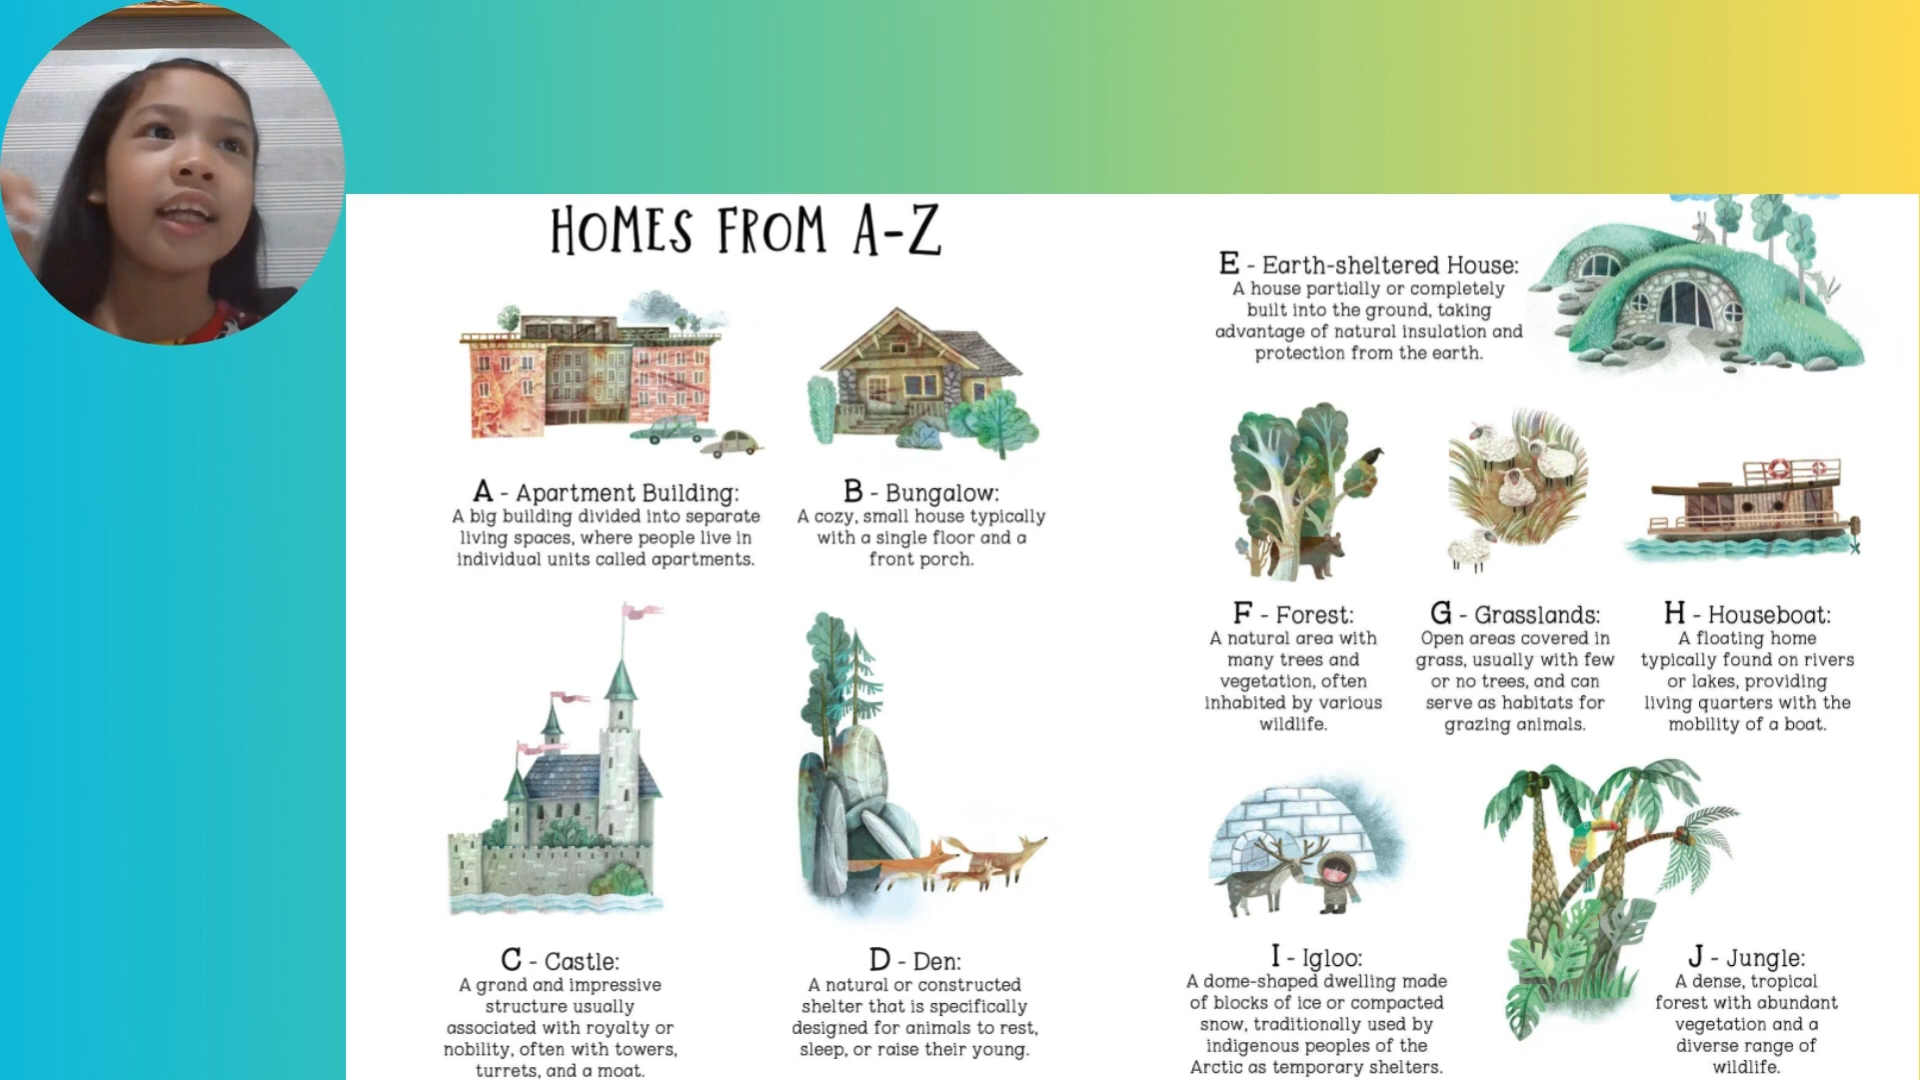 HOMES FROM A-Z
A - Apartment Building:
A big building divided into separate
living spaces, where people live in
individual units called apartments.
B - Bungalow:
A cozy, small house typically
with a single floor and a
front porch.
C - Castle:
A grand and impressive
structure usually
associated with royalty or
nobility, often with towers,
turrets, and a moat.
D - Den:
A natural or constructed
shelter that is specifically
designed for animals to rest,
sleep, or raise their young.
E - Earth-sheltered House:
A house partially or completely
built into the ground, taking
advantage of natural insulation and
protection from the earth.
F - Forest:
A natural area with
many trees and
vegetation, often
inhabited by various
wildlife.
G - Grasslands:
Open areas covered in
grass, usually with few
or no trees, and can
serve as habitats for
grazing animals.
H - Houseboat:
A floating home
typically found on rivers
or lakes, providing
living quarters with the
mobility of a boat.
I - Igloo:
A dome-shaped dwelling made
of blocks of ice or compacted
snow, traditionally used by
indigenous peoples of the
Arctic as temporary shelters.
J - Jungle:
A dense, tropical
forest with abundant
vegetation and a
diverse range of
wildlife.